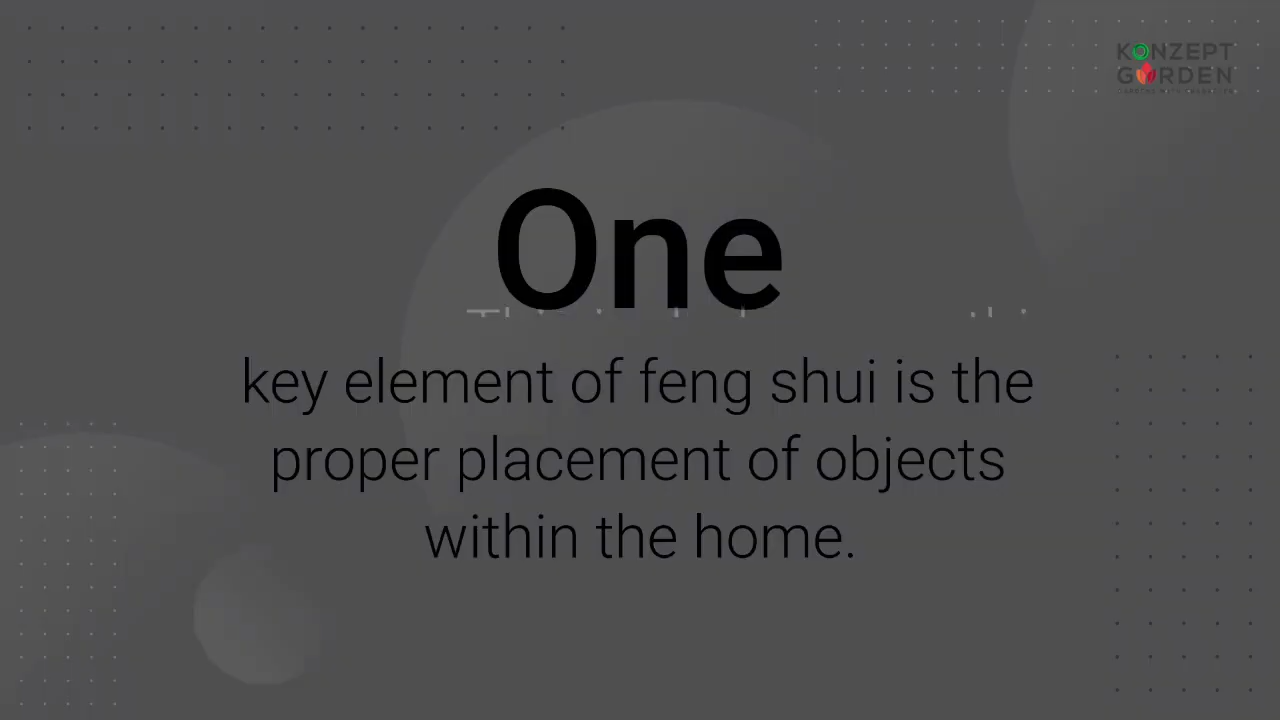 KONZEPT
GARDEN
One
key element of feng shui is the
proper placement of objects
within the home.